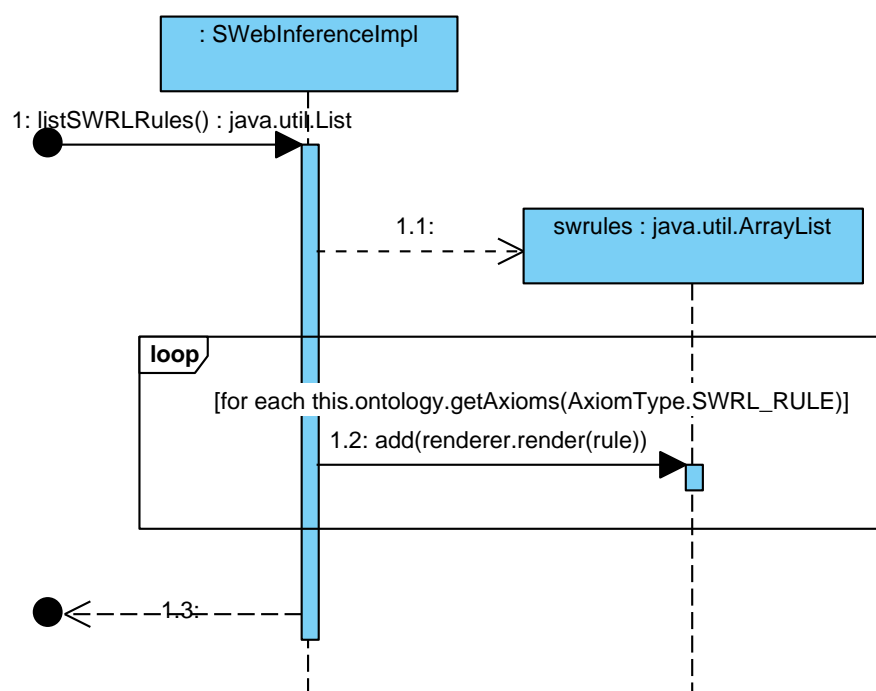 : SWebInferenceImpl
1: listSWRLRules() : java.util.List
1.1:
swrules : java.util.ArrayList
loop
[for each this.ontology.getAxioms(AxiomType.SWRL_RULE)]
1.2: add(renderer.render(rule))
1.3: